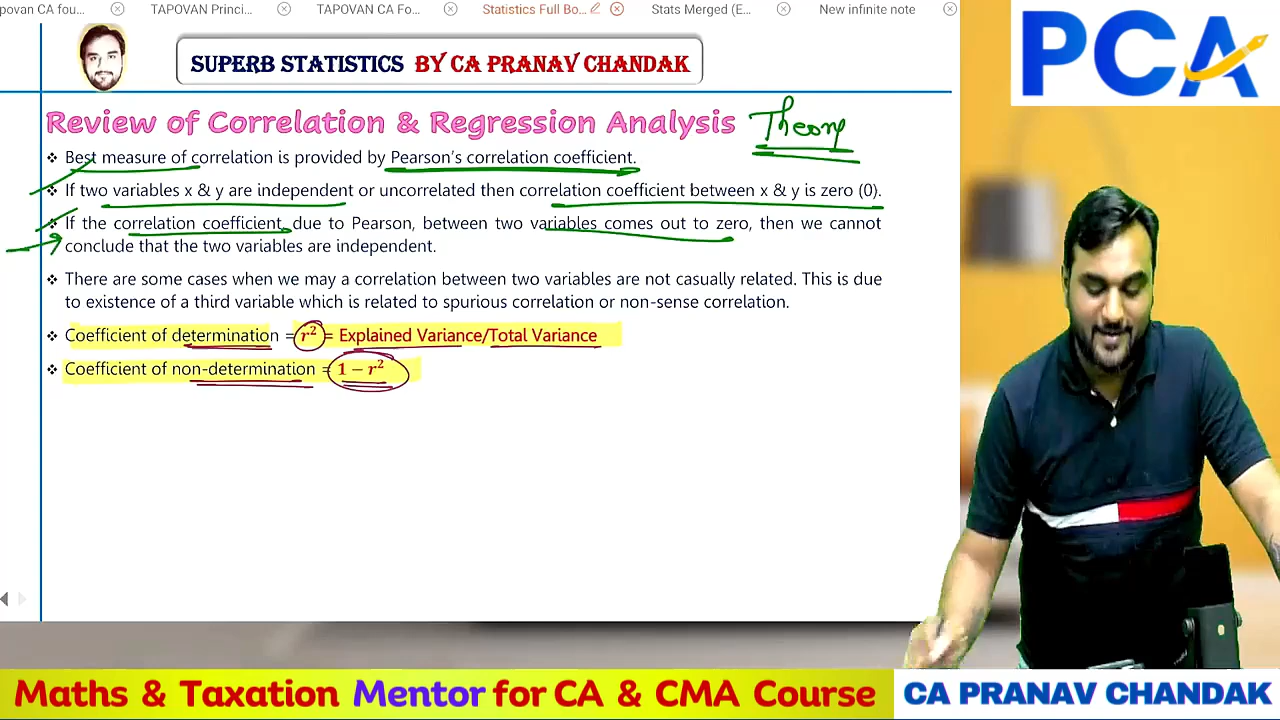 povan CA fou...
TAPOVAN Princi...
TAPOVAN CA Fo...
Statistics Full Bo...
Stats Merged (E...
New infinite note
PCA
SUPERB STATISTICS BY CA PRANAV CHANDAK
Review of Correlation & Regression Analysis Theory
❖ Best measure of correlation is provided by Pearson's correlation coefficient.
❖ If two variables x & y are independent or uncorrelated then correlation coefficient between x & y is zero (0).
❖ If the correlation coefficient, due to Pearson, between two variables comes out to zero, then we cannot
conclude that the two variables are independent.
❖ There are some cases when we may a correlation between two variables are not casually related. This is due
to existence of a third variable which is related to spurious correlation or non-sense correlation.
❖ Coefficient of determination = r² = Explained Variance/Total Variance
❖ Coefficient of non-determination = 1 − r²
Maths & Taxation Mentor for CA & CMA Course
CA PRANAV CHANDAK